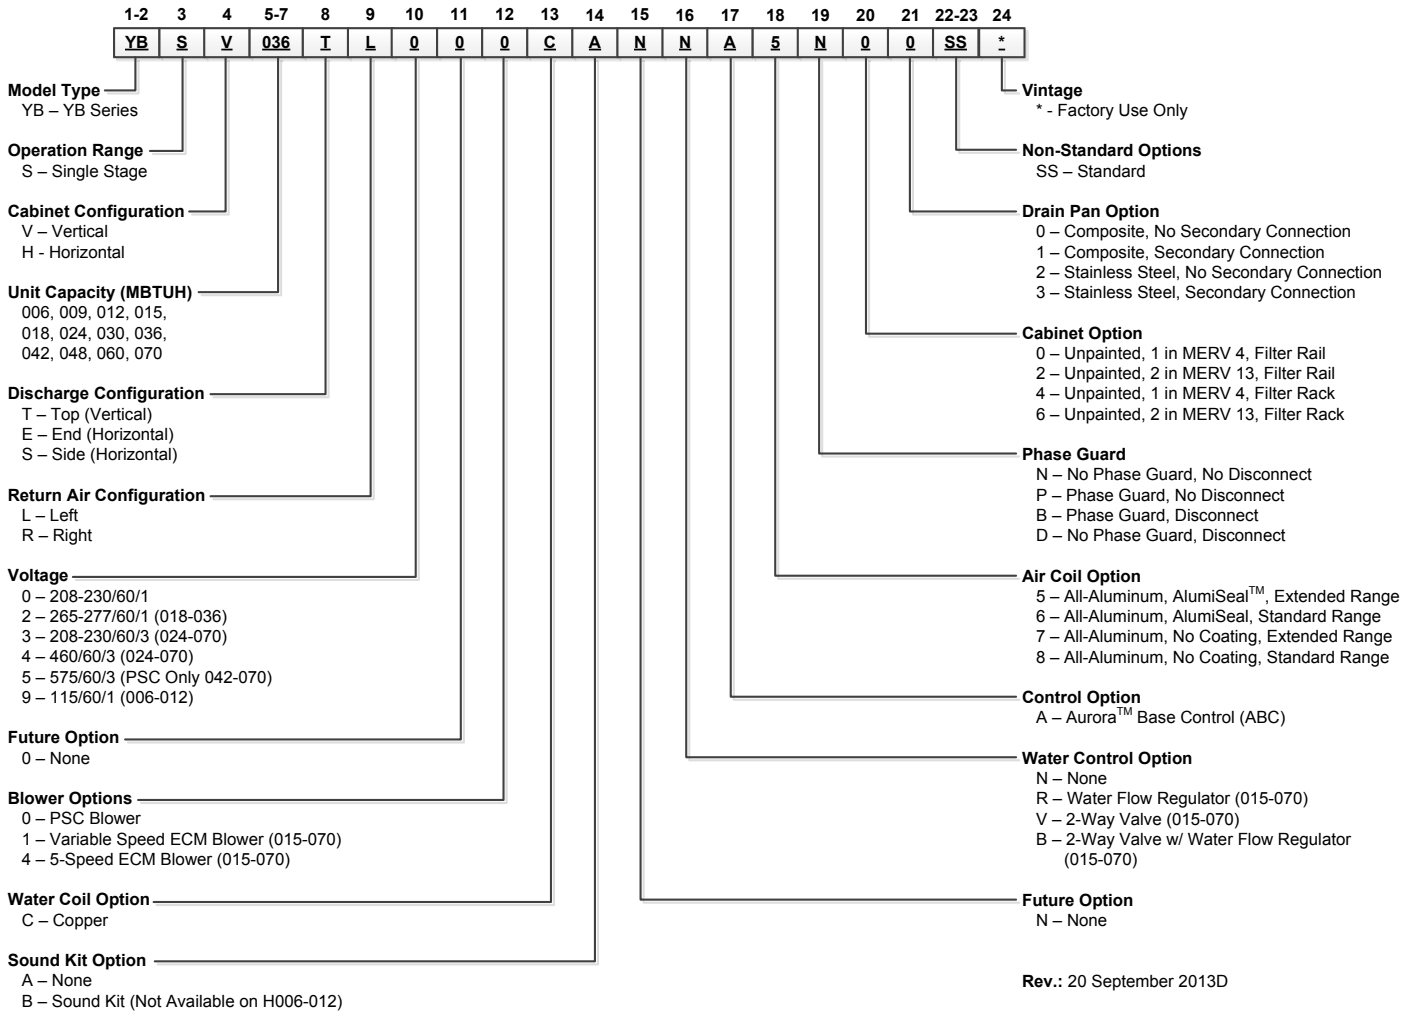 1-2 3 4 5-7 8 9 10 11 12 13 14 15 16 17 18 19 20 21 22-23 24
YB S V 036 T L 0 0 0 C A N N A 5 N 0 0 SS *
Model Type
YB – YB Series
Operation Range
S – Single Stage
Cabinet Configuration
V – Vertical
H - Horizontal
Unit Capacity (MBTUH)
006, 009, 012, 015,
018, 024, 030, 036,
042, 048, 060, 070
Discharge Configuration
T – Top (Vertical)
E – End (Horizontal)
S – Side (Horizontal)
Return Air Configuration
L – Left
R – Right
Voltage
0 – 208-230/60/1
2 – 265-277/60/1 (018-036)
3 – 208-230/60/3 (024-070)
4 – 460/60/3 (024-070)
5 – 575/60/3 (PSC Only 042-070)
9 – 115/60/1 (006-012)
Future Option
0 – None
Blower Options
0 – PSC Blower
1 – Variable Speed ECM Blower (015-070)
4 – 5-Speed ECM Blower (015-070)
Water Coil Option
C – Copper
Sound Kit Option
A – None
B – Sound Kit (Not Available on H006-012)
Vintage
* - Factory Use Only
Non-Standard Options
SS – Standard
Drain Pan Option
0 – Composite, No Secondary Connection
1 – Composite, Secondary Connection
2 – Stainless Steel, No Secondary Connection
3 – Stainless Steel, Secondary Connection
Cabinet Option
0 – Unpainted, 1 in MERV 4, Filter Rail
2 – Unpainted, 2 in MERV 13, Filter Rail
4 – Unpainted, 1 in MERV 4, Filter Rack
6 – Unpainted, 2 in MERV 13, Filter Rack
Phase Guard
N – No Phase Guard, No Disconnect
P – Phase Guard, No Disconnect
B – Phase Guard, Disconnect
D – No Phase Guard, Disconnect
Air Coil Option
5 – All-Aluminum, AlumiSeal™, Extended Range
6 – All-Aluminum, AlumiSeal, Standard Range
7 – All-Aluminum, No Coating, Extended Range
8 – All-Aluminum, No Coating, Standard Range
Control Option
A – Aurora™ Base Control (ABC)
Water Control Option
N – None
R – Water Flow Regulator (015-070)
V – 2-Way Valve (015-070)
B – 2-Way Valve w/ Water Flow Regulator
(015-070)
Future Option
N – None
Rev.: 20 September 2013D